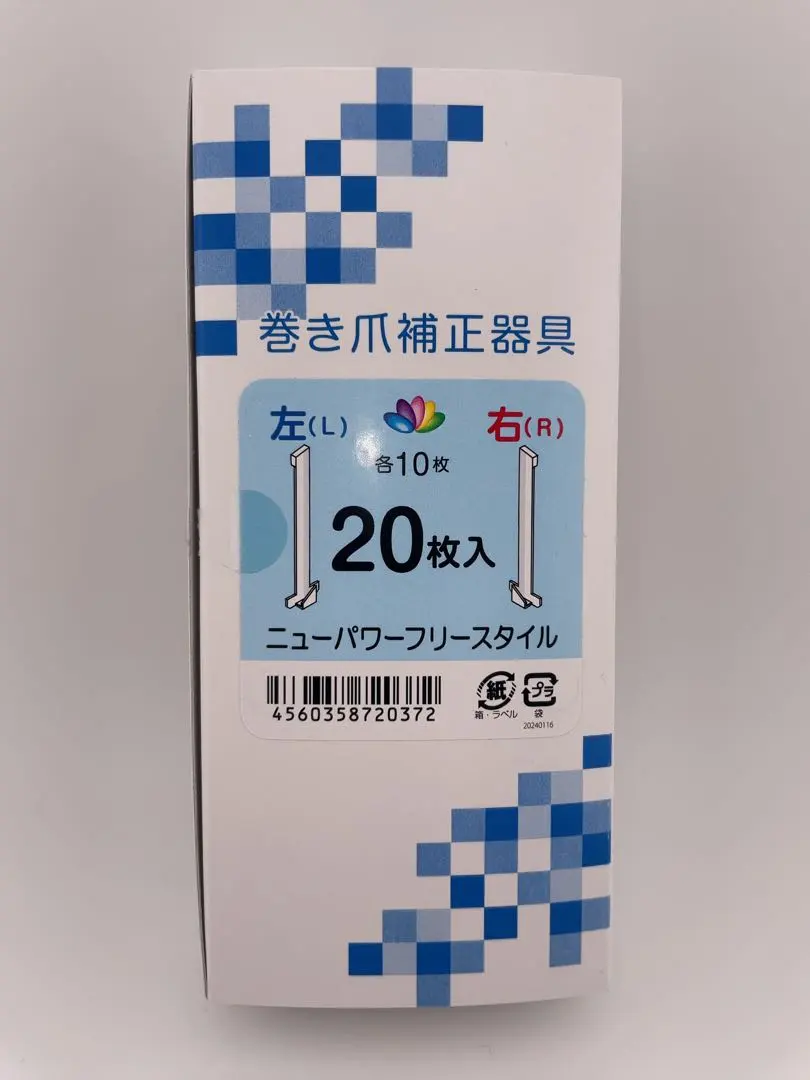 巻き爪補正器具
左(L) 右(R)
各10枚
20枚入
ニューパワーフリースタイル
4560358720372
紙 プラ
箱・ラベル 袋
20240116